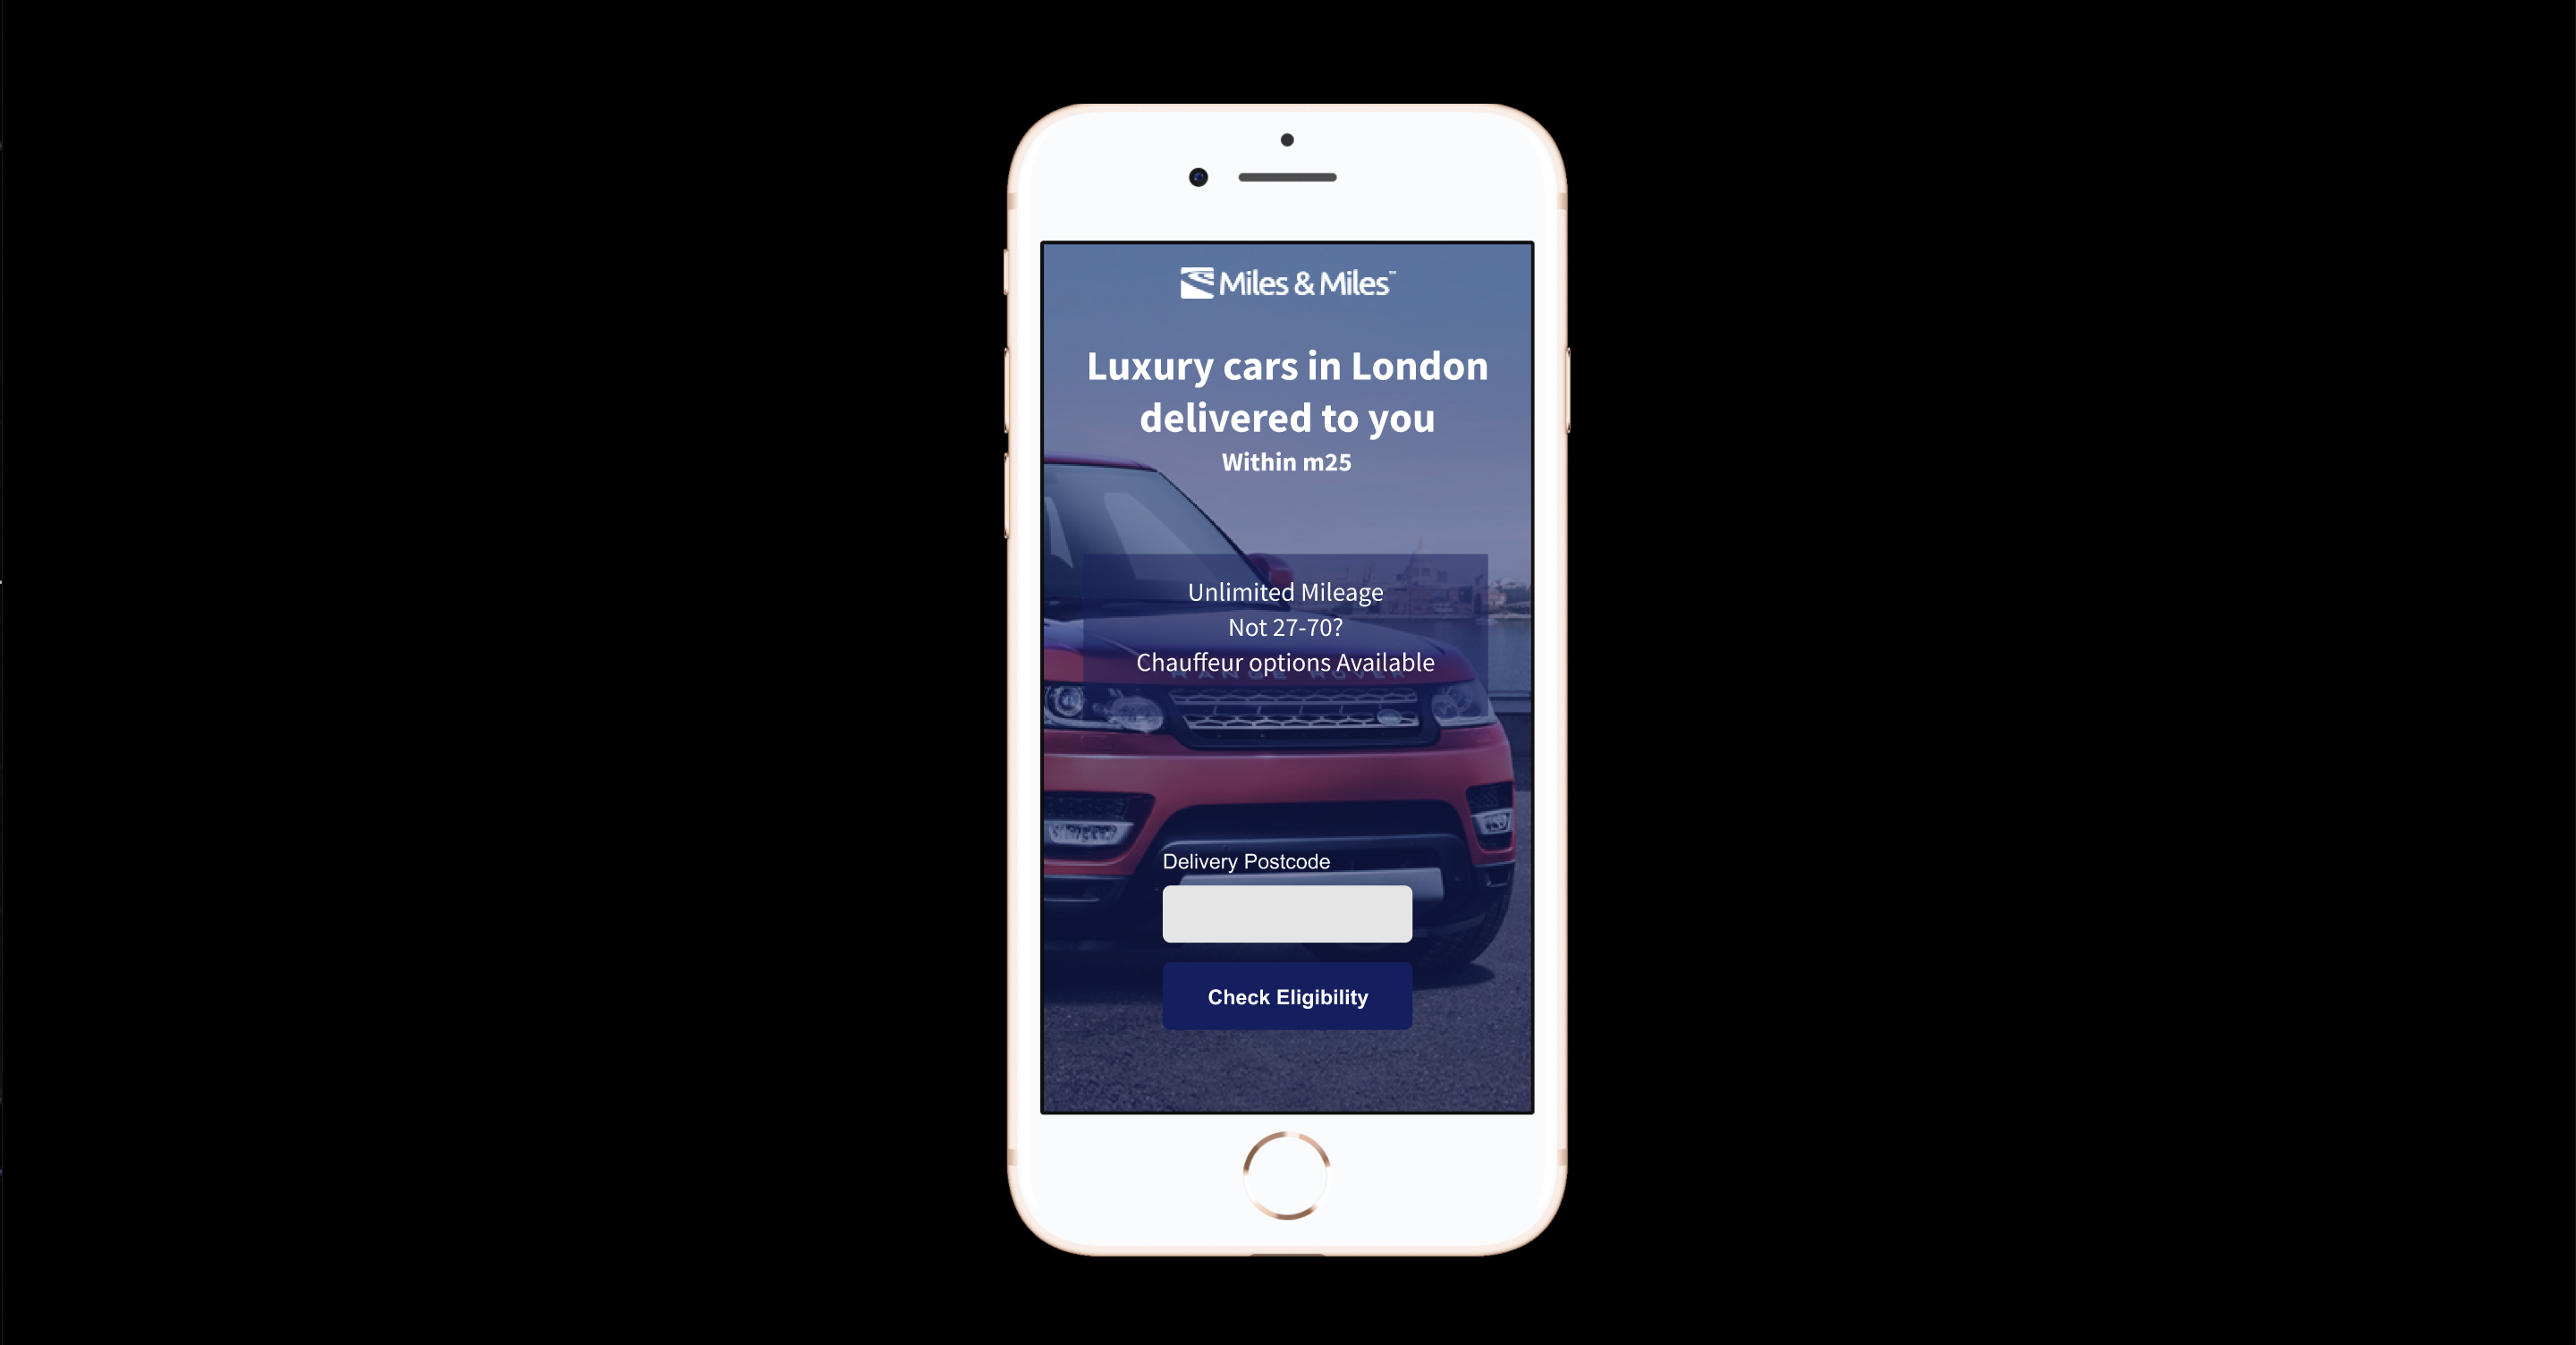 Miles & Miles™
Luxury cars in London
delivered to you
Within m25
Unlimited Mileage
Not 27-70?
Chauffeur options Available
RANGE ROVER
Delivery Postcode
Check Eligibility